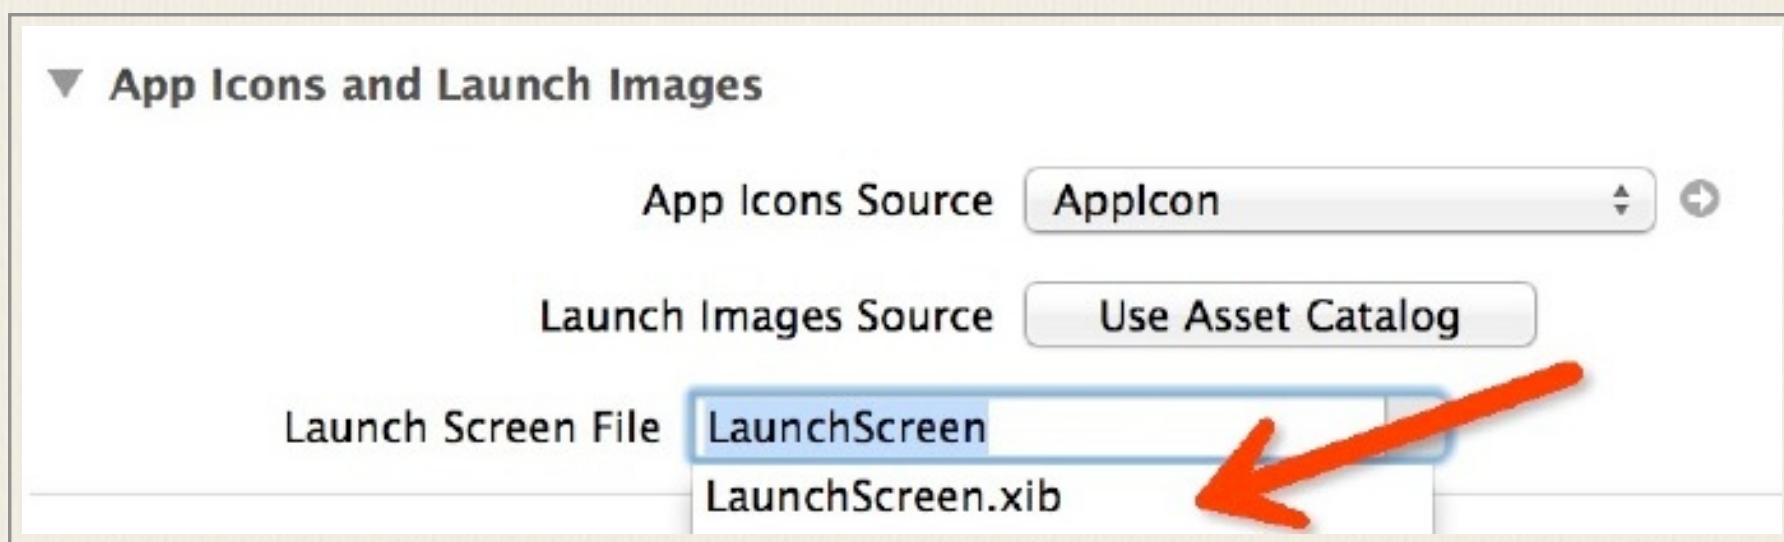 App Icons and Launch Images
App Icons Source AppIcon
Launch Images Source Use Asset Catalog
Launch Screen File LaunchScreen
LaunchScreen.xib